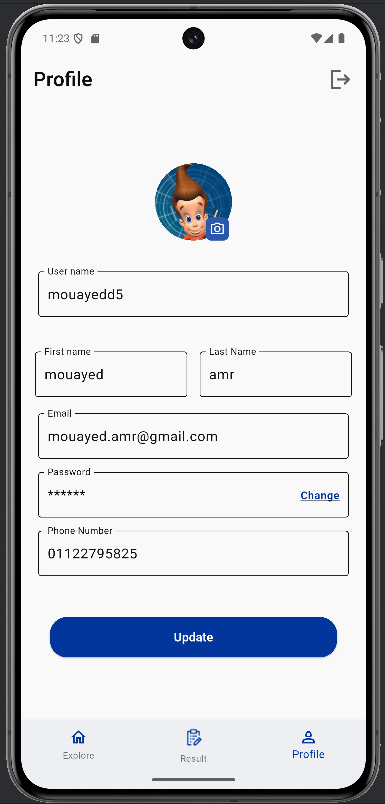 11:23
Profile
User name
mouayedd5
First name
Last Name
mouayed
amr
Email
mouayed.amr@gmail.com
Password
******
Change
Phone Number
01122795825
Update
Explore
Result
Profile